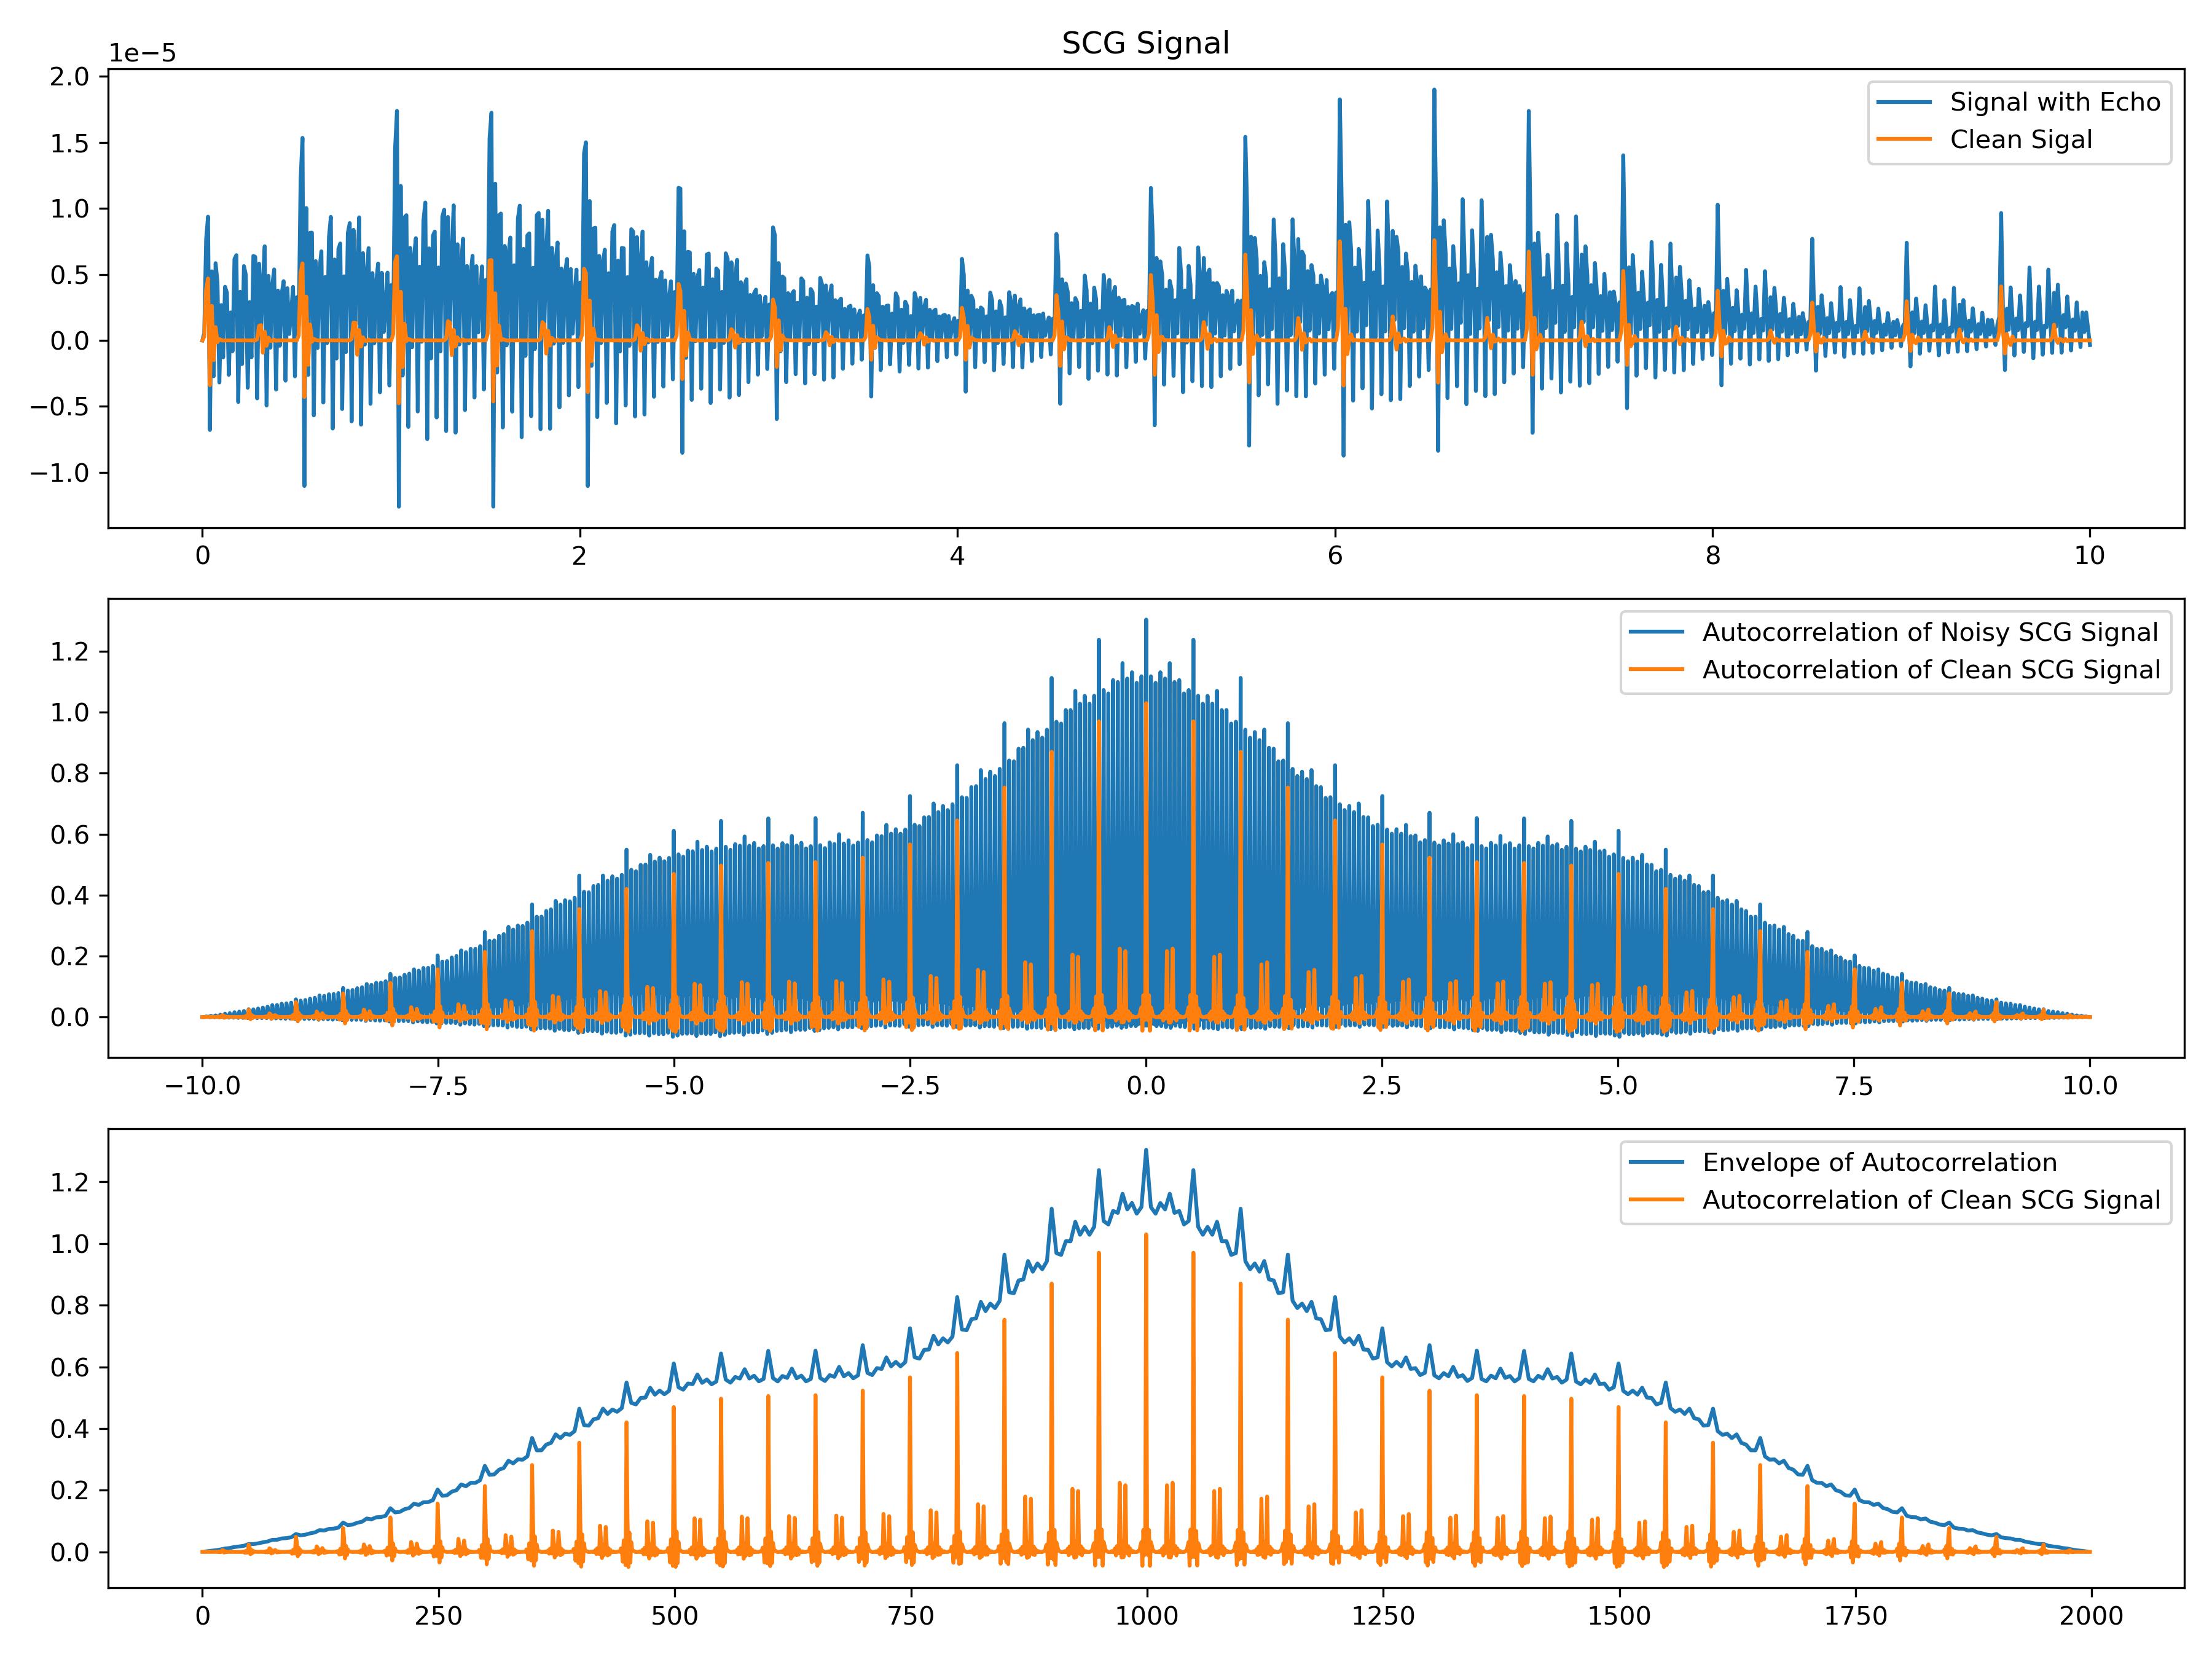 SCG Signal
1e−5
Signal with Echo
Clean Sigal
2.0
1.5
1.0
0.5
0.0
−0.5
−1.0
0 2 4 6 8 10
Autocorrelation of Noisy SCG Signal
Autocorrelation of Clean SCG Signal
1.2
1.0
0.8
0.6
0.4
0.2
0.0
−10.0 −7.5 −5.0 −2.5 0.0 2.5 5.0 7.5 10.0
Envelope of Autocorrelation
Autocorrelation of Clean SCG Signal
1.2
1.0
0.8
0.6
0.4
0.2
0.0
0 250 500 750 1000 1250 1500 1750 2000